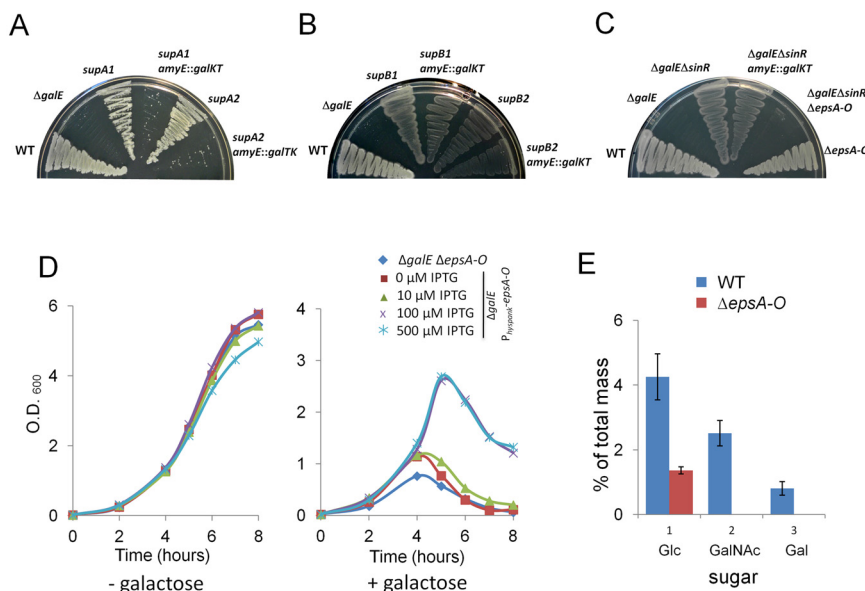 A
WT
ΔgalE
supA1
supA1
amyE::galKT
supA2
supA2
amyE::galTK
B
WT
ΔgalE
supB1
supB1
amyE::galKT
supB2
supB2
amyE::galKT
C
WT
ΔgalE
ΔgalEΔsinR
ΔgalEΔsinR
amyE::galKT
ΔgalEΔsinR
ΔepsA-O
ΔepsA-O
D
O.D. 600
6
4
2
0
0 2 4 6 8
Time (hours)
- galactose
4
3
2
1
0
0 2 4 6 8
Time (hours)
+ galactose
ΔgalE ΔepsA-O
0 μM IPTG
10 μM IPTG
100 μM IPTG
500 μM IPTG
ΔgalE
Physpank-epsA-O
E
WT
ΔepsA-O
% of total mass
6
4
2
0
1 2 3
Glc GalNAc Gal
sugar